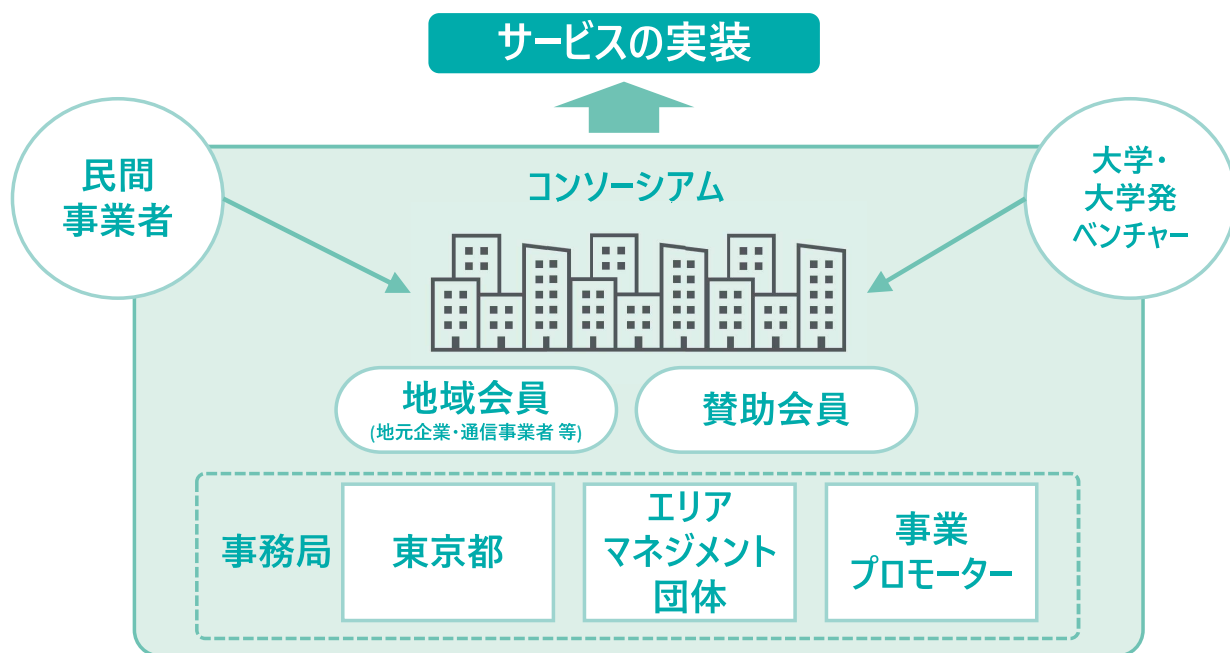 サービスの実装
民間
事業者
コンソーシアム
大学・
大学発
ベンチャー
地域会員
(地元企業・通信事業者 等)
賛助会員
事務局
東京都
エリア
マネジメント
団体
事業
プロモーター